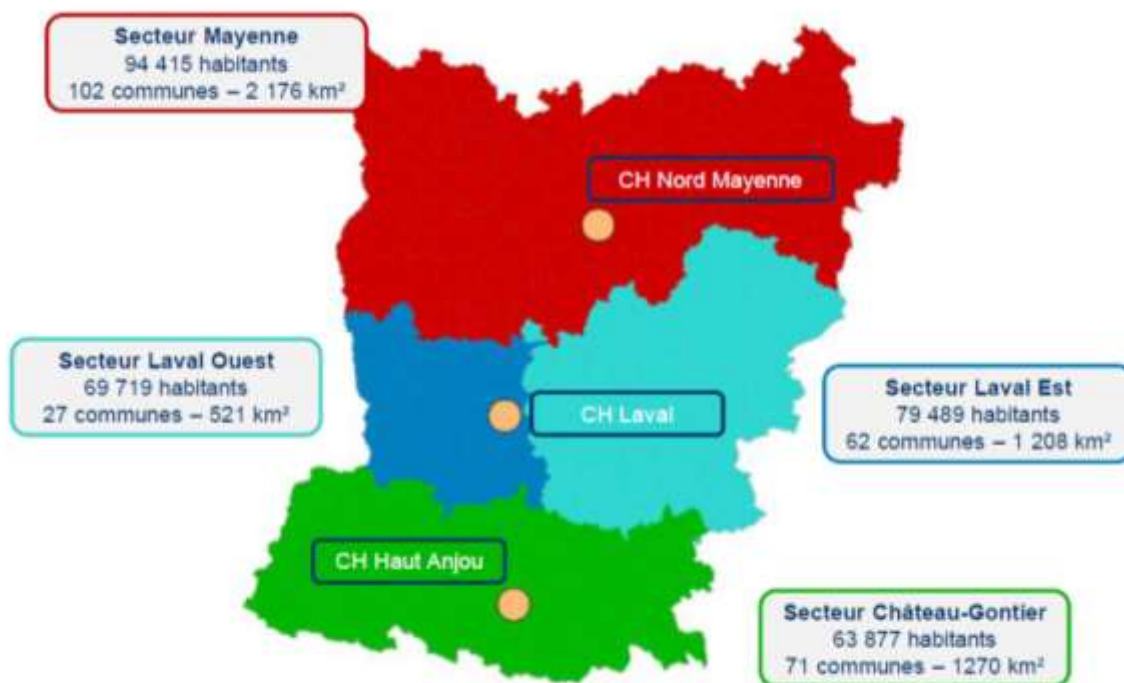 Secteur Mayenne
94 415 habitants
102 communes – 2 176 km²
CH Nord Mayenne
Secteur Laval Ouest
69 719 habitants
27 communes – 521 km²
CH Laval
Secteur Laval Est
79 489 habitants
62 communes – 1 208 km²
CH Haut Anjou
Secteur Château-Gontier
63 877 habitants
71 communes – 1270 km²